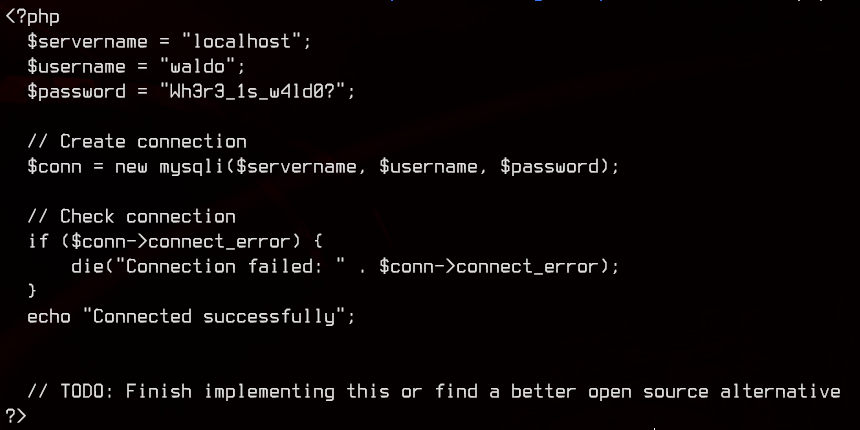 <?php
  $servername = "localhost";
  $username = "waldo";
  $password = "Wh3r3_1s_w4ld0?";

  // Create connection
  $conn = new mysqli($servername, $username, $password);

  // Check connection
  if ($conn->connect_error) {
      die("Connection failed: " . $conn->connect_error);
  }
  echo "Connected successfully";


  // TODO: Finish implementing this or find a better open source alternative
?>